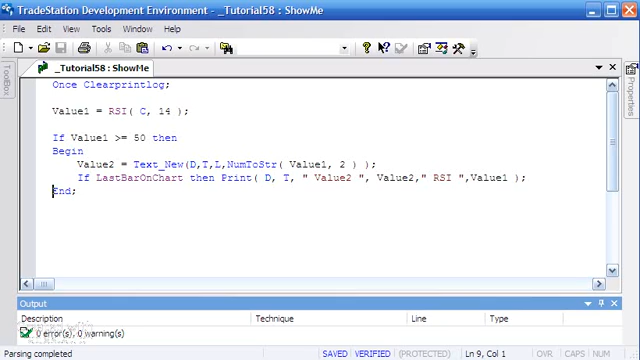 TradeStation Development Environment - _Tutorial58 : ShowMe
File Edit View Tools Window Help
_Tutorial58 : ShowMe
ToolBox
Properties
Once Clearprintlog;
Value1 = RSI( C, 14 );
If Value1 >= 50 then
Begin
Value2 = Text_New(D,T,L,NumToStr( Value1, 2 ) );
If LastBarOnChart then Print( D, T, " Value2 ", Value2," RSI ",Value1 );
End;
Output
Description Technique Line Type
0 error(s), 0 warning(s)
Parsing completed SAVED VERIFIED (PROTECTED) Ln 9, Col 1 OVR CAPS NUM